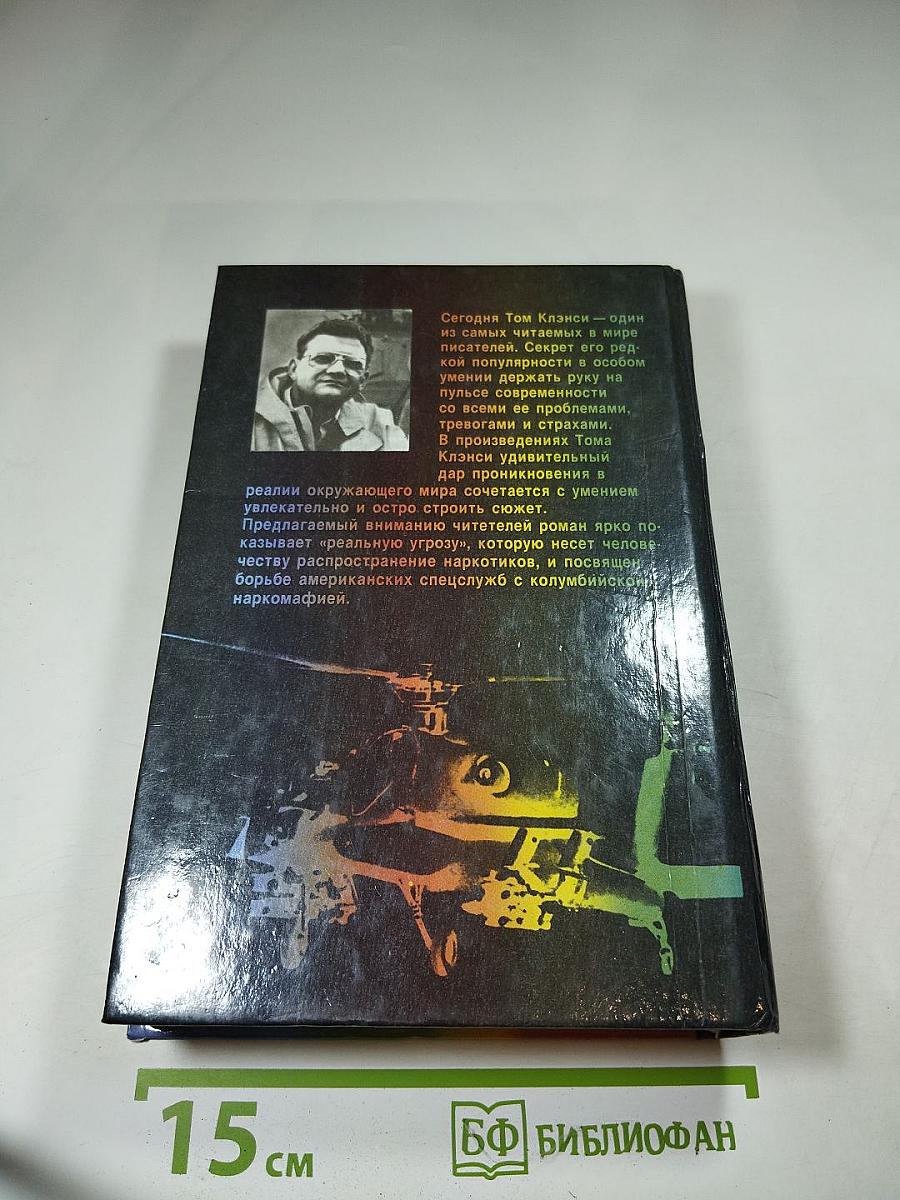 Сегодня Том Клэнси — один
из самых читаемых в мире
писателей. Секрет его ред-
кой популярности в особом
умении держать руку на
пульсе современности
со всеми ее проблемами,
тревогами и страхами.
В произведениях Тома
Клэнси удивительный
дар проникновения в
реалии окружающего мира сочетается с умением
увлекательно и остро строить сюжет.
Предлагаемый вниманию читетелей роман ярко по-
казывает «реальную угрозу», которую несет челове-
честву распространение наркотиков, и посвящен
борьбе американских спецслужб с колумбийской
наркомафией.
15 см
БФ БИБЛИОФАН